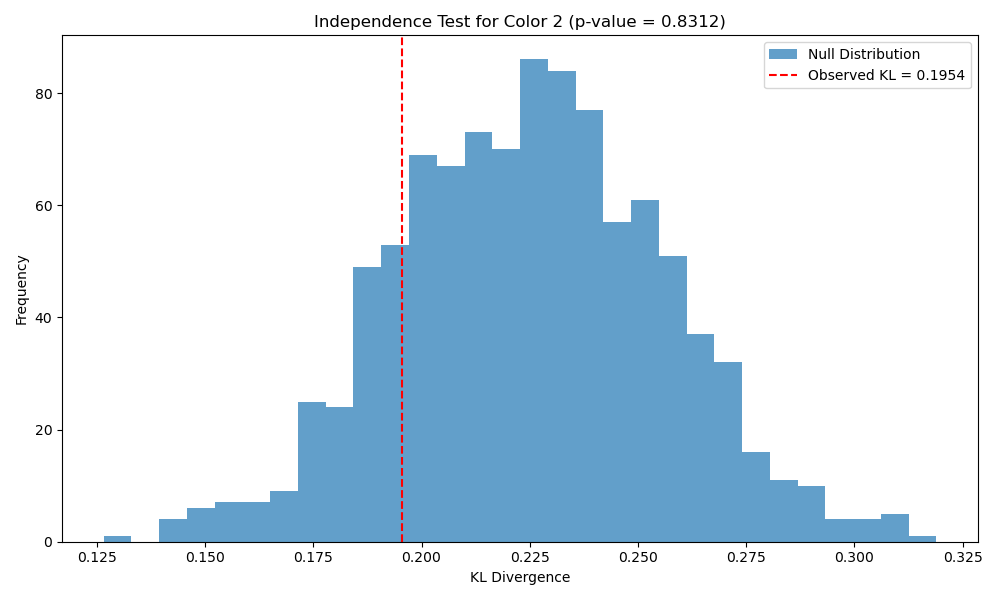 Independence Test for Color 2 (p-value = 0.8312)
Null Distribution
Observed KL = 0.1954
Frequency
80
60
40
20
0
0.125 0.150 0.175 0.200 0.225 0.250 0.275 0.300 0.325
KL Divergence